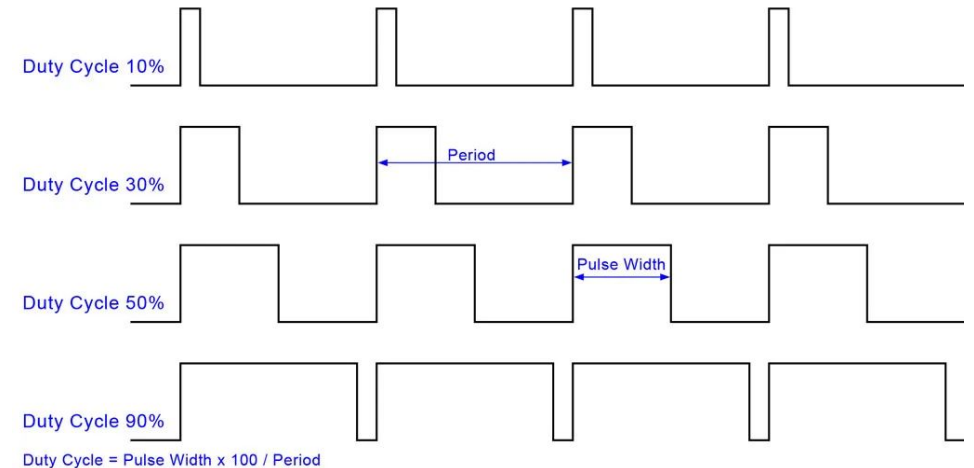 Duty Cycle 10%
Period
Duty Cycle 30%
Pulse Width
Duty Cycle 50%
Duty Cycle 90%
Duty Cycle = Pulse Width x 100 / Period